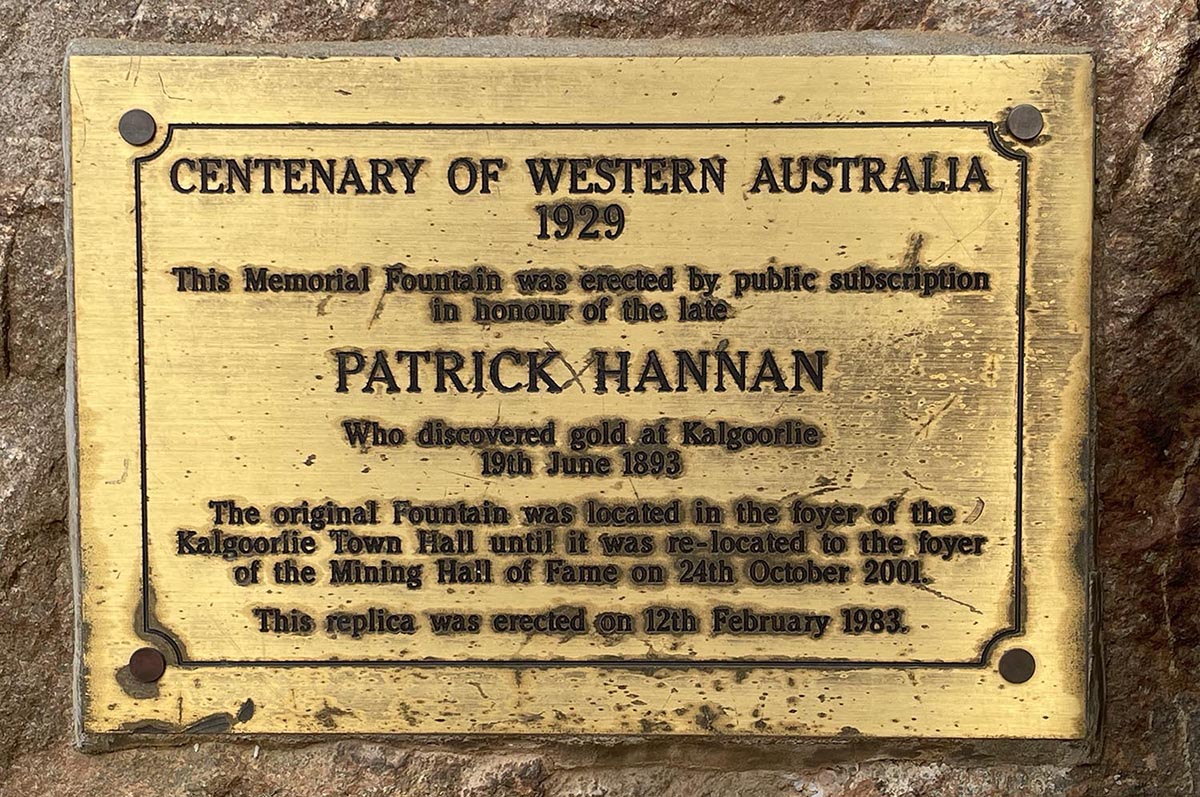 CENTENARY OF WESTERN AUSTRALIA
1929
This Memorial Fountain was erected by public subscription
in honour of the late
PATRICK HANNAN
Who discovered gold at Kalgoorlie
19th June 1893
The original Fountain was located in the foyer of the
Kalgoorlie Town Hall until it was re-located to the foyer
of the Mining Hall of Fame on 24th October 2001.
This replica was erected on 12th February 1983.